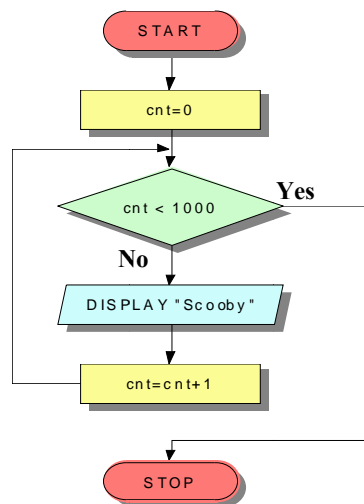 START
cnt=0
cnt < 1000
Yes
No
DISPLAY "Scooby"
cnt=cnt+1
STOP